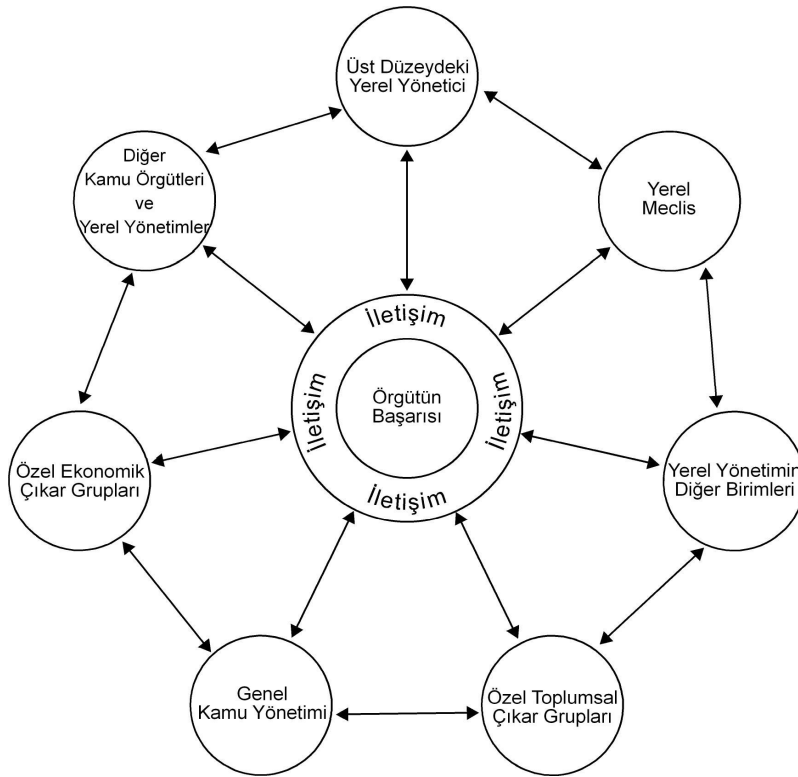 Üst Düzeydeki
Yerel Yönetici
Diğer
Kamu Örgütleri
ve
Yerel Yönetimler
Yerel
Meclis
İletişim
İletişim
Örgütün
Başarısı
İletişim
İletişim
Özel Ekonomik
Çıkar Grupları
Yerel Yönetimin
Diğer Birimleri
Genel
Kamu Yönetimi
Özel Toplumsal
Çıkar Grupları